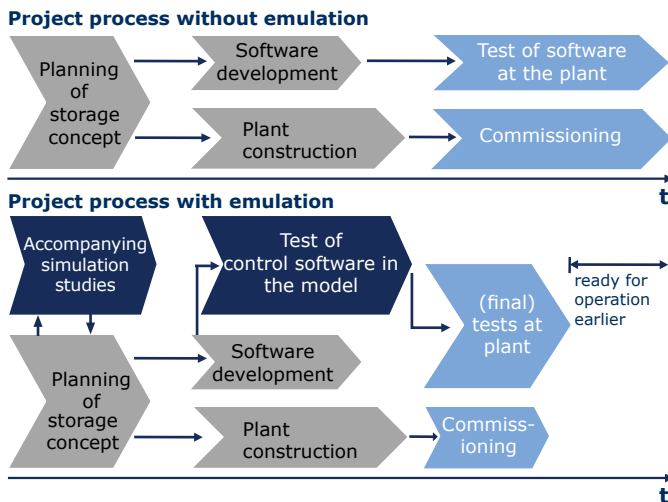 Project process without emulation
Planning
of
storage
concept
Software
development
Test of software
at the plant
Plant
construction
Commissioning
t
Project process with emulation
Accompanying
simulation
studies
Test of
control software in
the model
(final)
tests at
plant
ready for
operation
earlier
Planning
of
storage
concept
Software
development
Plant
construction
Commiss-
ioning
t